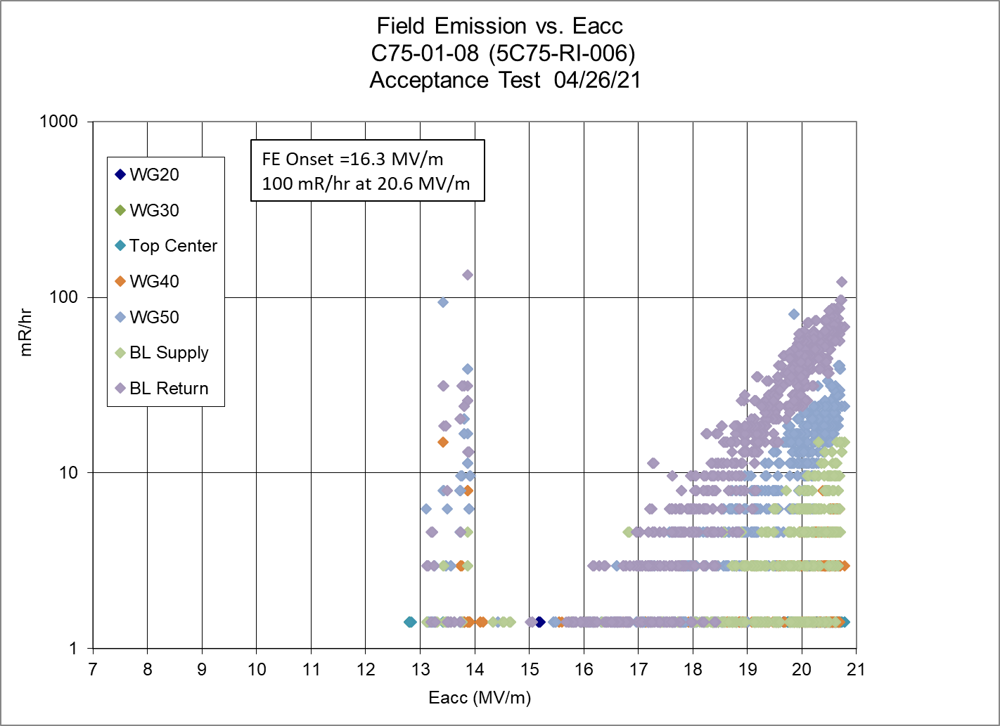 Field Emission vs. Eacc
C75-01-08 (5C75-RI-006)
Acceptance Test 04/26/21
1000
100
10
1
mR/hr
FE Onset =16.3 MV/m
100 mR/hr at 20.6 MV/m
WG20
WG30
Top Center
WG40
WG50
BL Supply
BL Return
7 8 9 10 11 12 13 14 15 16 17 18 19 20 21
Eacc (MV/m)